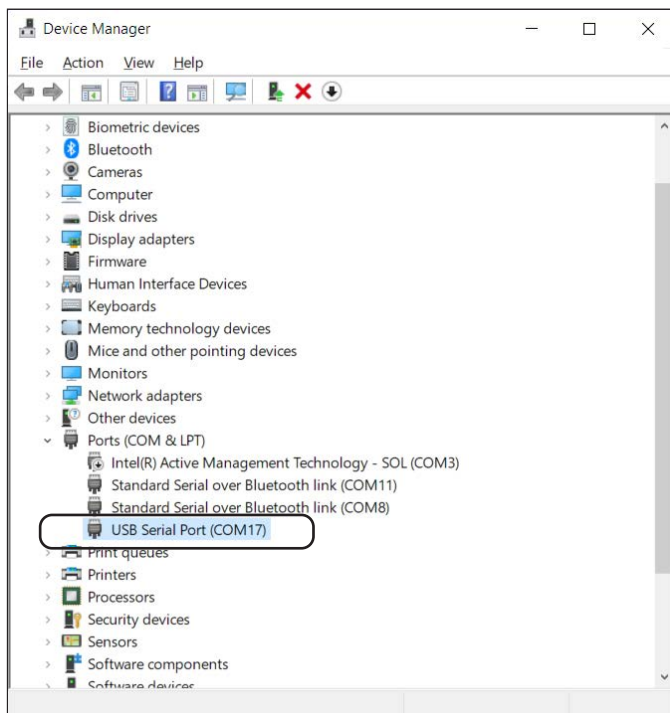 Device Manager
File Action View Help
Biometric devices
Bluetooth
Cameras
Computer
Disk drives
Display adapters
Firmware
Human Interface Devices
Keyboards
Memory technology devices
Mice and other pointing devices
Monitors
Network adapters
Other devices
Ports (COM & LPT)
Intel(R) Active Management Technology - SOL (COM3)
Standard Serial over Bluetooth link (COM11)
Standard Serial over Bluetooth link (COM8)
USB Serial Port (COM17)
Print queues
Printers
Processors
Security devices
Sensors
Software components
Software devices